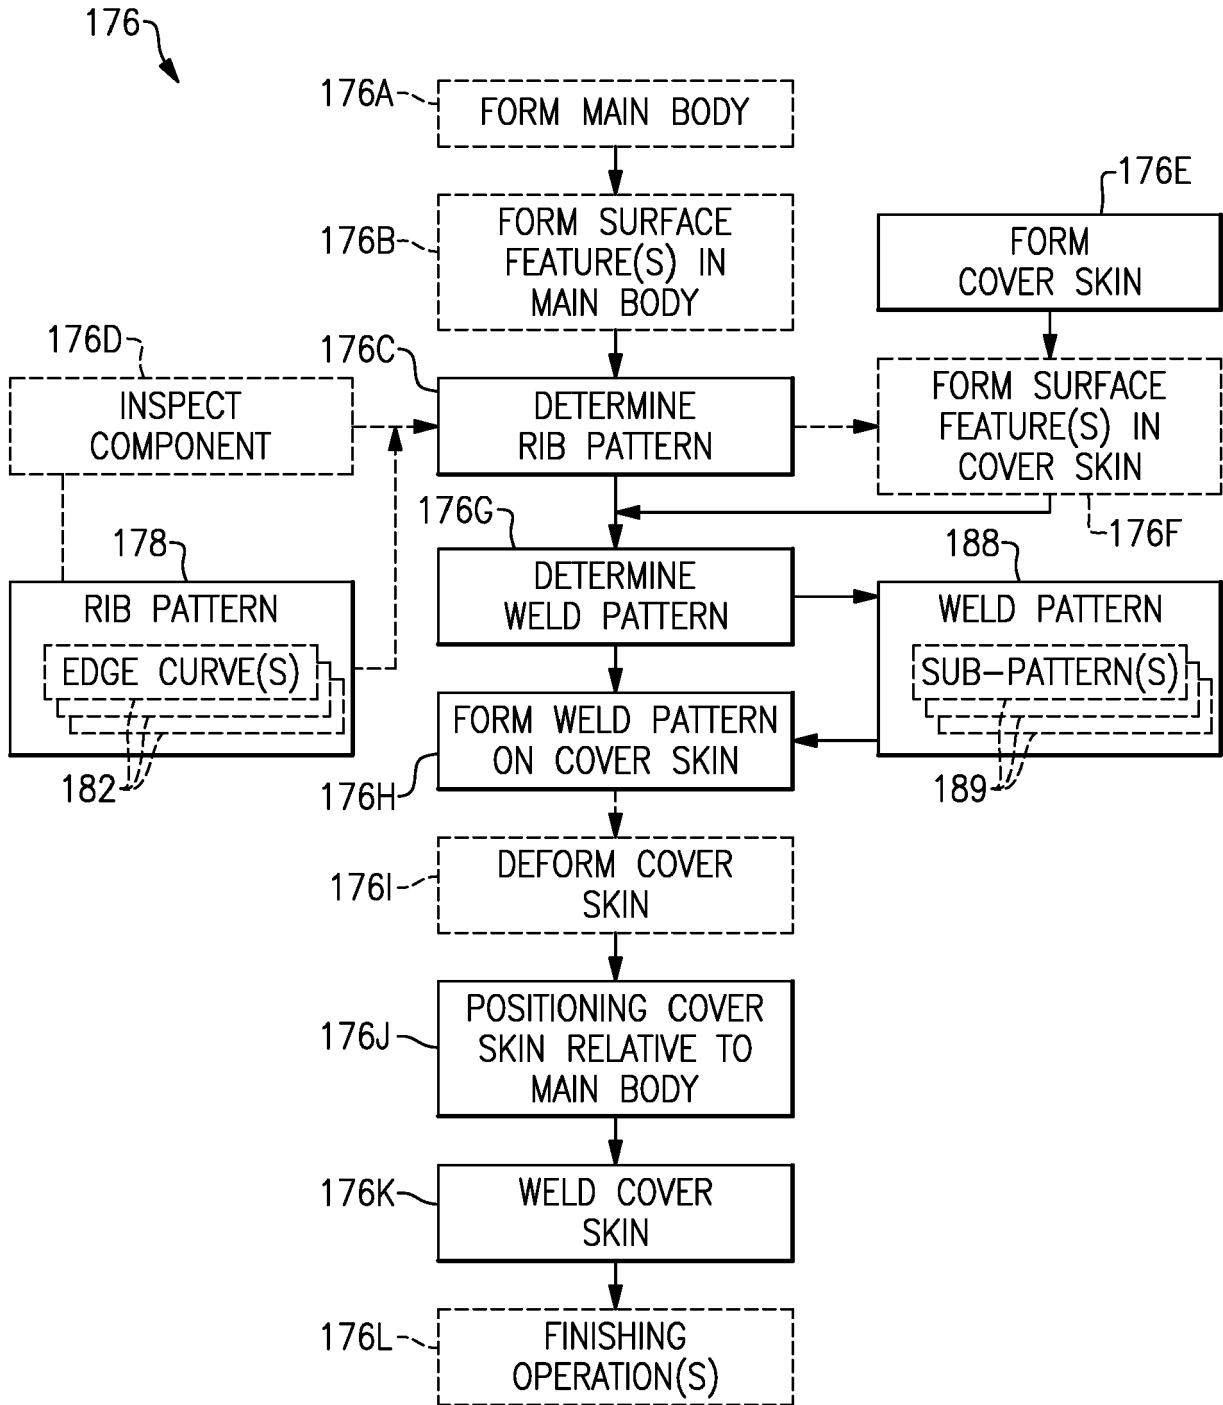 176
176A
FORM MAIN BODY
176E
176B
FORM SURFACE
FEATURE(S) IN
MAIN BODY
FORM
COVER SKIN
176D
176C
INSPECT
COMPONENT
DETERMINE
RIB PATTERN
FORM SURFACE
FEATURE(S) IN
COVER SKIN
176F
176G
178
188
RIB PATTERN
EDGE CURVE(S)
182
DETERMINE
WELD PATTERN
WELD PATTERN
SUB-PATTERN(S)
189
FORM WELD PATTERN
ON COVER SKIN
176H
176I
DEFORM COVER
SKIN
176J
POSITIONING COVER
SKIN RELATIVE TO
MAIN BODY
176K
WELD COVER
SKIN
176L
FINISHING
OPERATION(S)